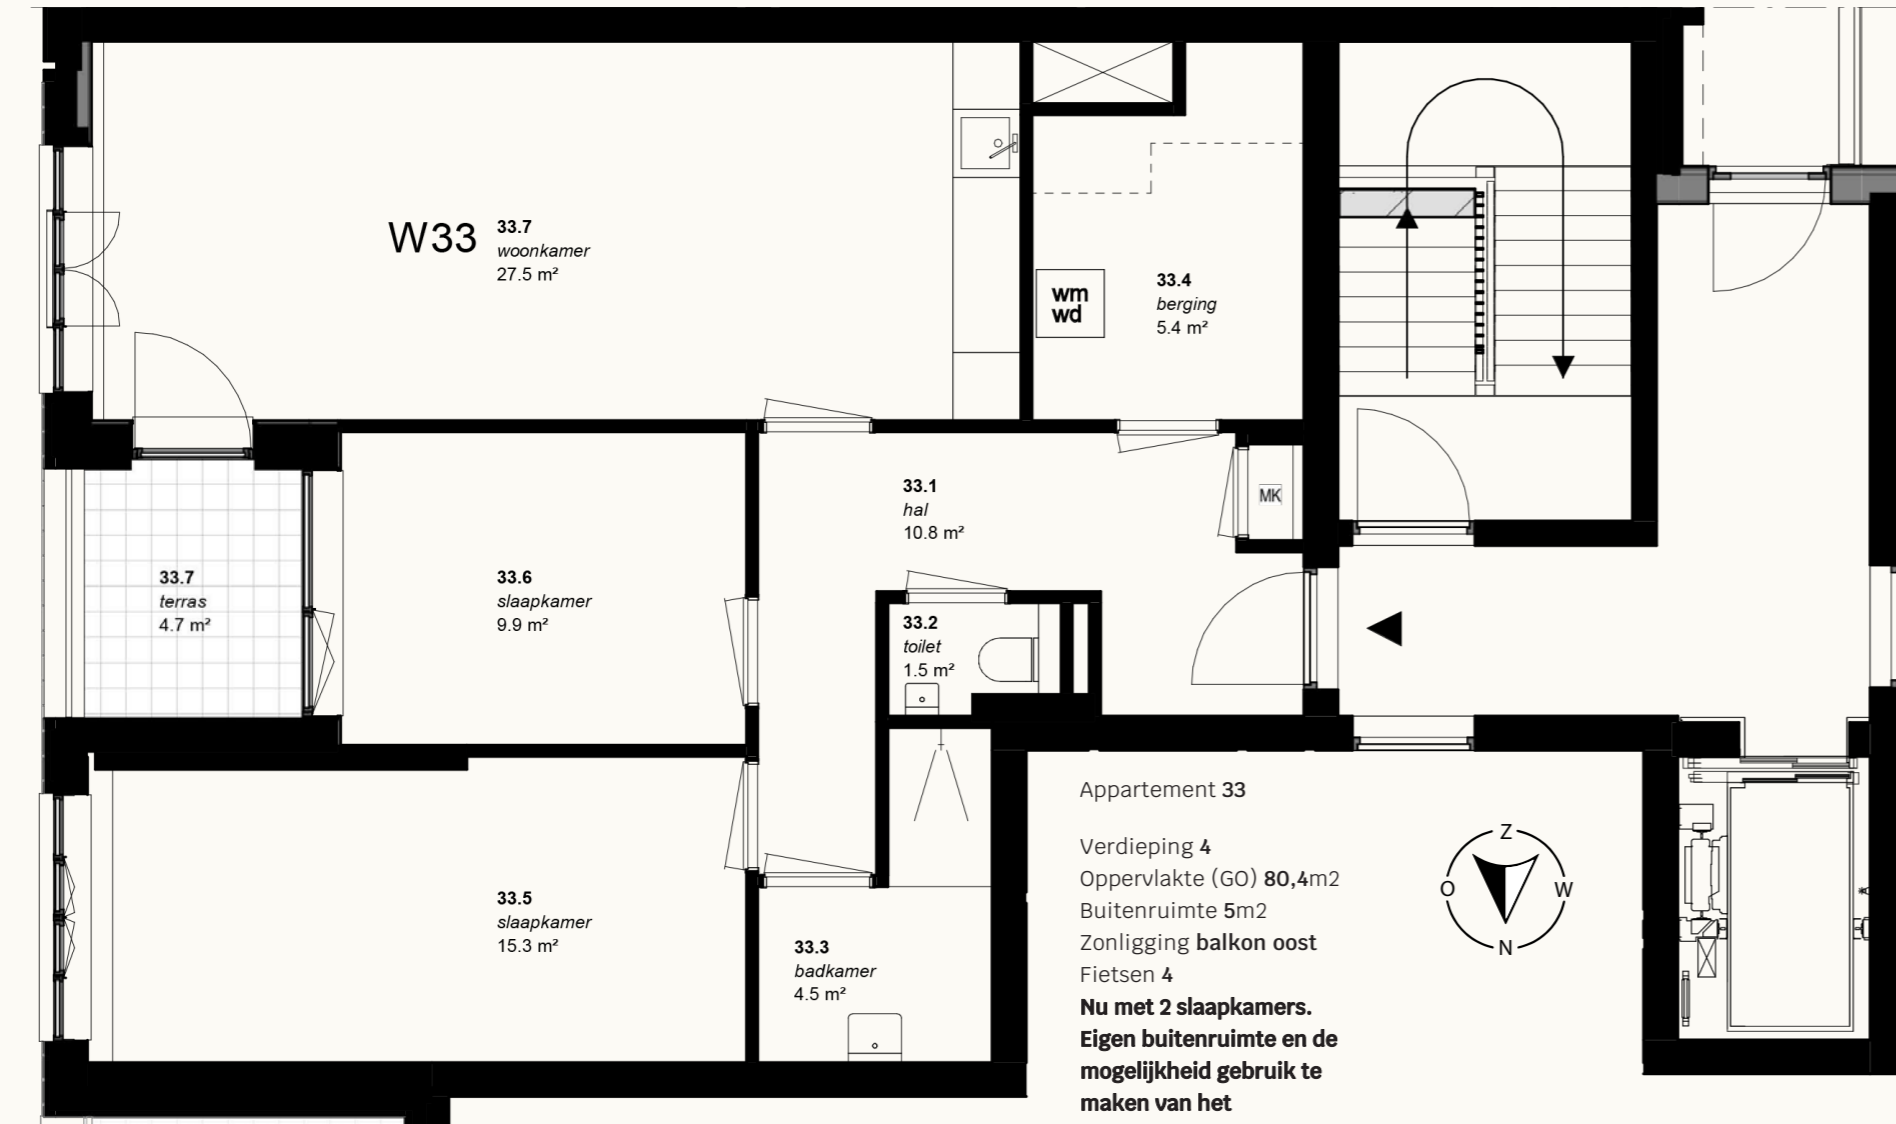 W33
33.7
woonkamer
27.5 m²
wm
wd
33.4
berging
5.4 m²
33.1
hal
10.8 m²
MK
33.7
terras
4.7 m²
33.6
slaapkamer
9.9 m²
33.2
toilet
1.5 m²
33.5
slaapkamer
15.3 m²
33.3
badkamer
4.5 m²
Appartement 33
Verdieping 4
Oppervlakte (GO) 80,4m2
Buitenruimte 5m2
Zonligging balkon oost
Fietsen 4
Nu met 2 slaapkamers.
Eigen buitenruimte en de
mogelijkheid gebruik te
maken van het
Z
O
W
N